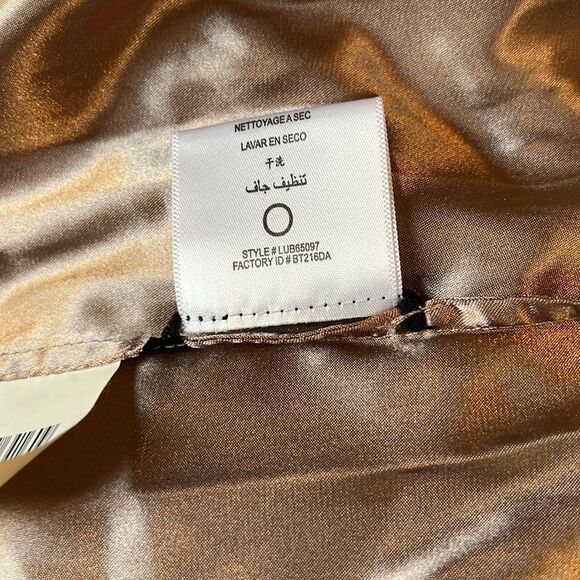 NETTOYAGE A SEC
LAVAR EN SECO
干洗
تنظيف جاف
STYLE # LUB65097
FACTORY ID # BT216DA